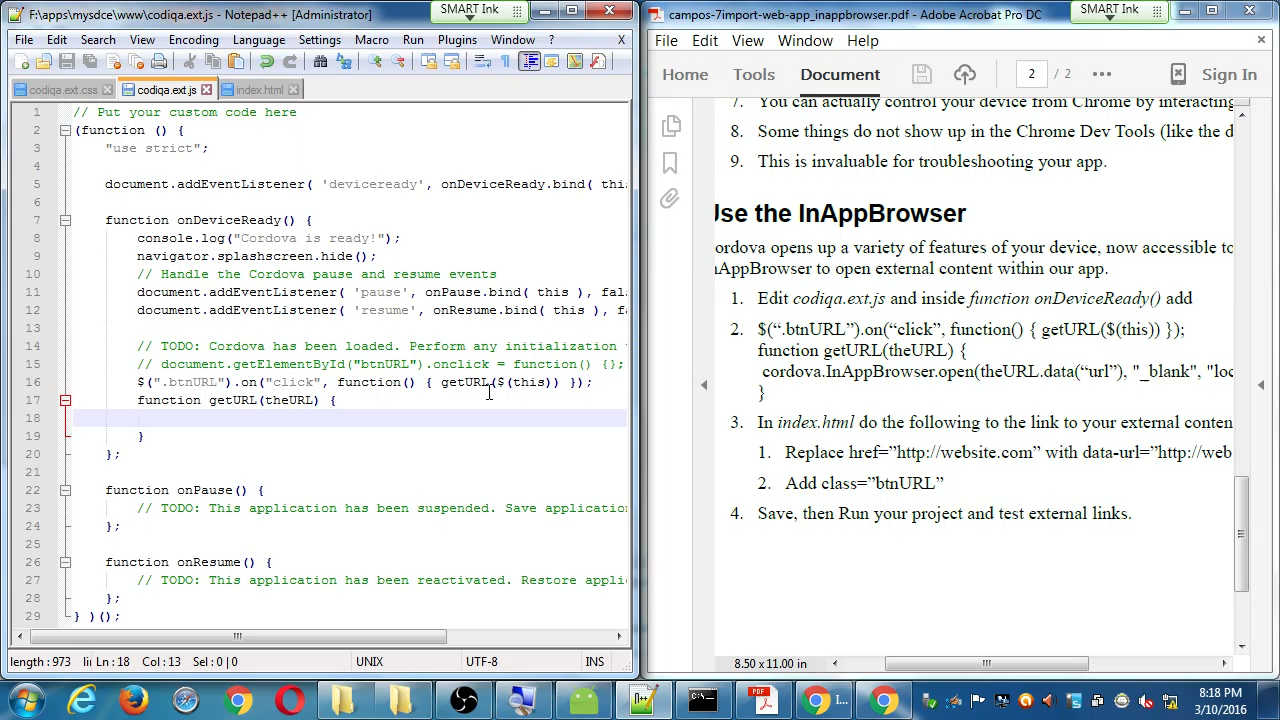 F:\apps\mysdce\www\codiqa.ext.js - Notepad++ [Administrator]
SMART Ink
File Edit Search View Encoding Language Settings Macro Run Plugins Window ? X
codiqa.ext.css codiqa.ext.js index.html
1 // Put your custom code here
2 (function () {
3 "use strict";
4
5 document.addEventListener( 'deviceready', onDeviceReady.bind( this
6
7 function onDeviceReady() {
8 console.log("Cordova is ready!");
9 navigator.splashscreen.hide();
10 // Handle the Cordova pause and resume events
11 document.addEventListener( 'pause', onPause.bind( this ), fal
12 document.addEventListener( 'resume', onResume.bind( this ), f
13
14 // TODO: Cordova has been loaded. Perform any initialization
15 // document.getElementById("btnURL").onclick = function() {};
16 $(".btnURL").on("click", function() { getURL($(this)) });
17 function getURL(theURL) {
18
19 }
20 };
21
22 function onPause() {
23 // TODO: This application has been suspended. Save application
24 };
25
26 function onResume() {
27 // TODO: This application has been reactivated. Restore appli
28 };
29 } )();
length : 973 li Ln : 18 Col : 13 Sel : 0 | 0 UNIX UTF-8 INS
campos-7import-web-app_inappbrowser.pdf - Adobe Acrobat Pro DC
SMART Ink
File Edit View Window Help
Home Tools Document 2 / 2 Sign In
7. You can actually control your device from Chrome by interacting
8. Some things do not show up in the Chrome Dev Tools (like the d
9. This is invaluable for troubleshooting your app.
Use the InAppBrowser
ordova opens up a variety of features of your device, now accessible to
nAppBrowser to open external content within our app.
1. Edit codiqa.ext.js and inside function onDeviceReady() add
2. $(“.btnURL”).on(“click”, function() { getURL($(this)) });
function getURL(theURL) {
cordova.InAppBrowser.open(theURL.data(“url”), "_blank", "loc
}
3. In index.html do the following to the link to your external conten
1. Replace href=”http://website.com” with data-url=”http://web
2. Add class=”btnURL”
4. Save, then Run your project and test external links.
8.50 x 11.00 in
8:18 PM
3/10/2016